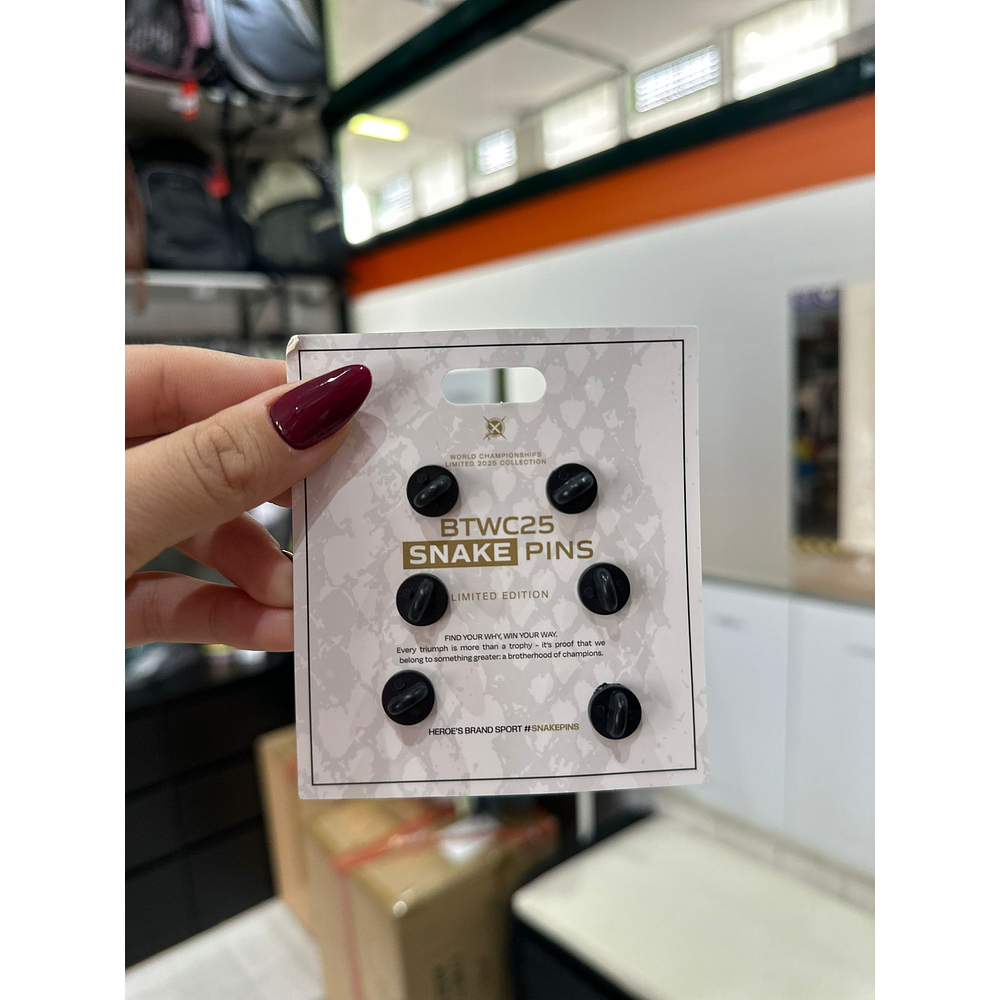 WORLD CHAMPIONSHIPS
LIMITED 2025 COLLECTION
BTWC25
SNAKE PINS
LIMITED EDITION
FIND YOUR WHY, WIN YOUR WAY.
Every triumph is more than a trophy - it's proof that we
belong to something greater: a brotherhood of champions.
HEROE'S BRAND SPORT #SNAKEPINS